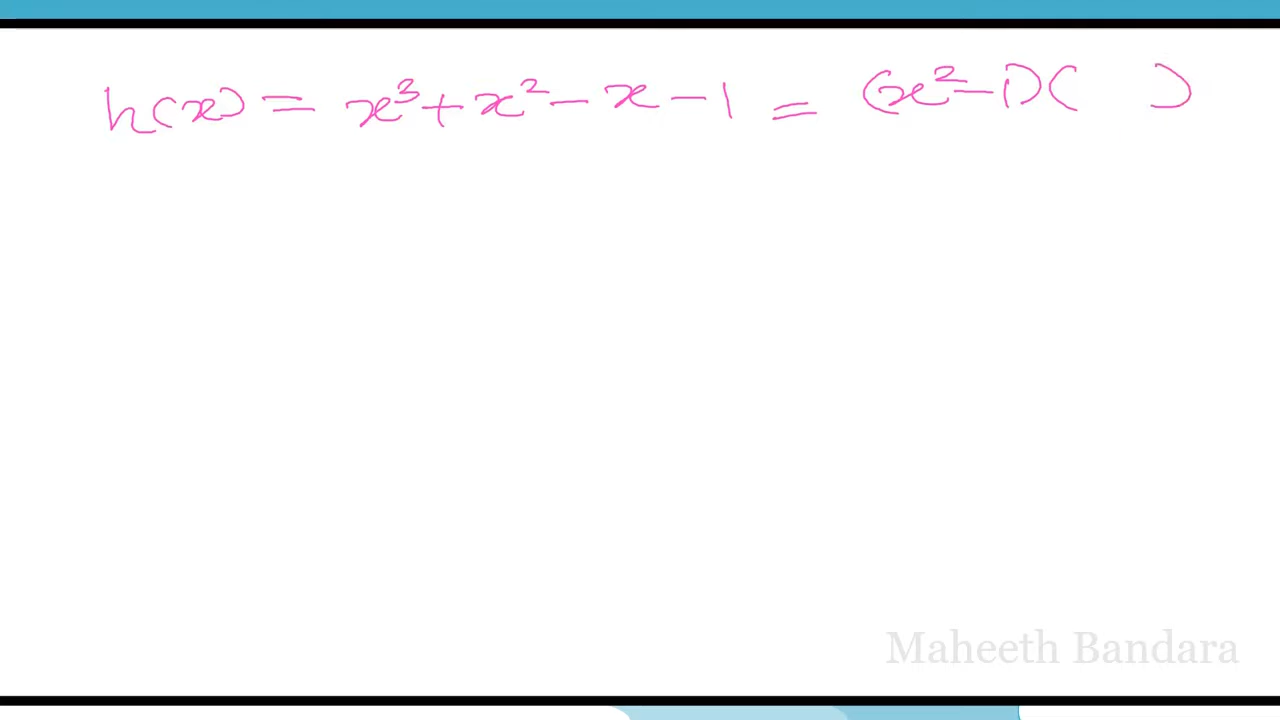 h(x) = x³ + x² - x - 1 = (x² - 1) (   )
Maheeth Bandara